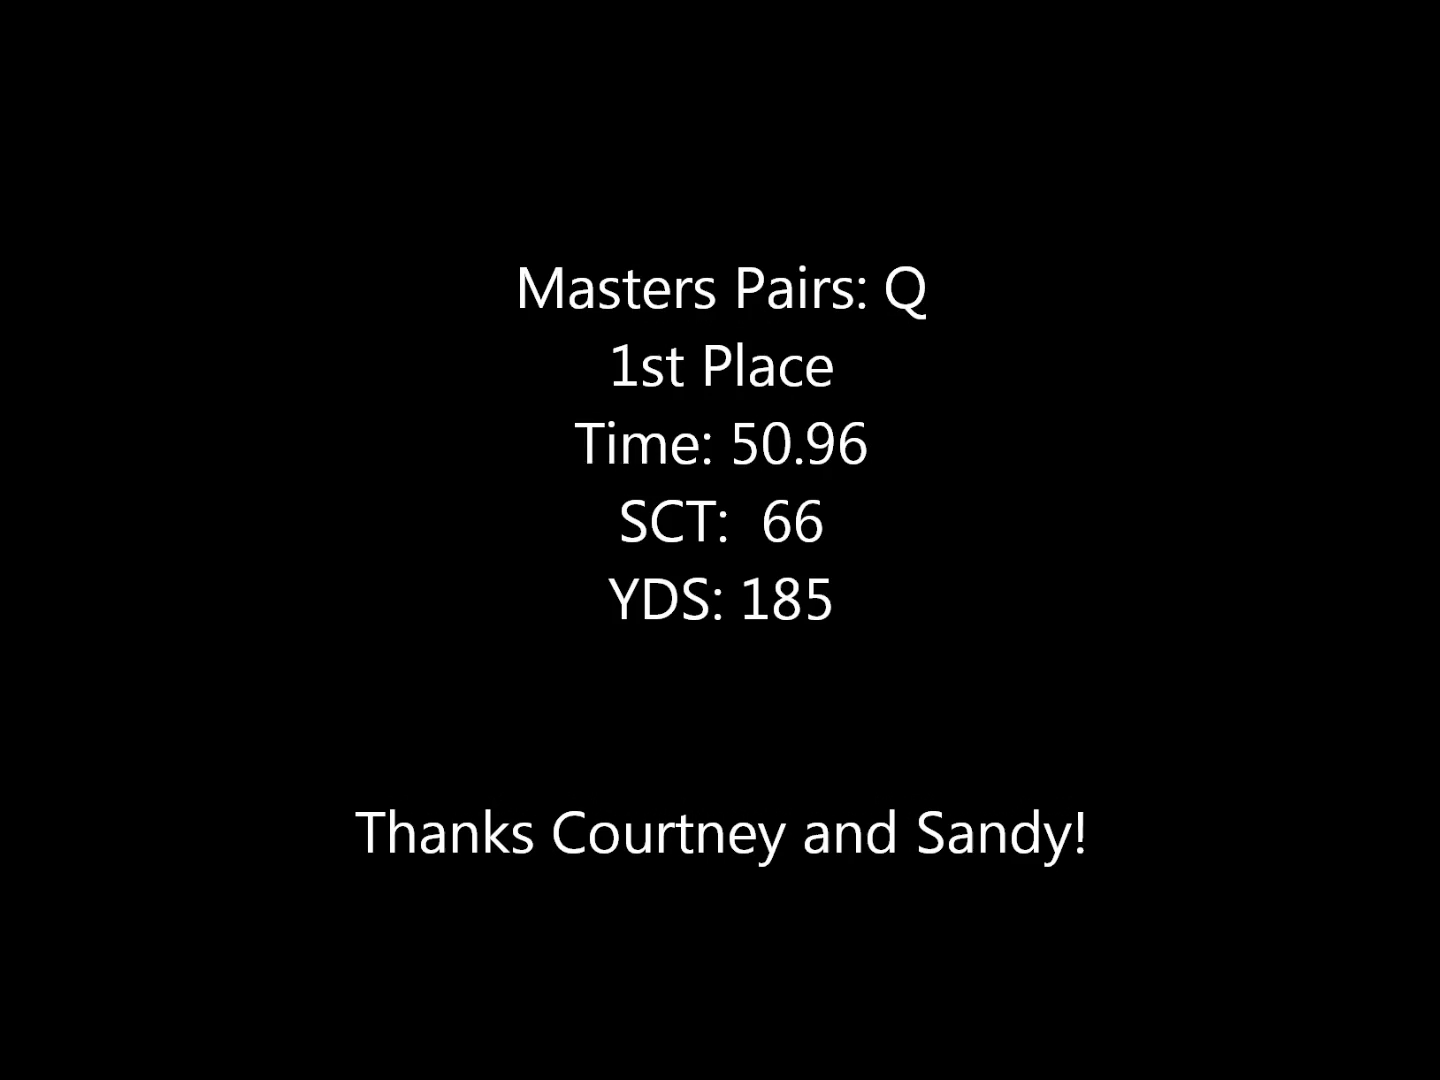 Masters Pairs: Q
1st Place
Time: 50.96
SCT:  66
YDS: 185
Thanks Courtney and Sandy!